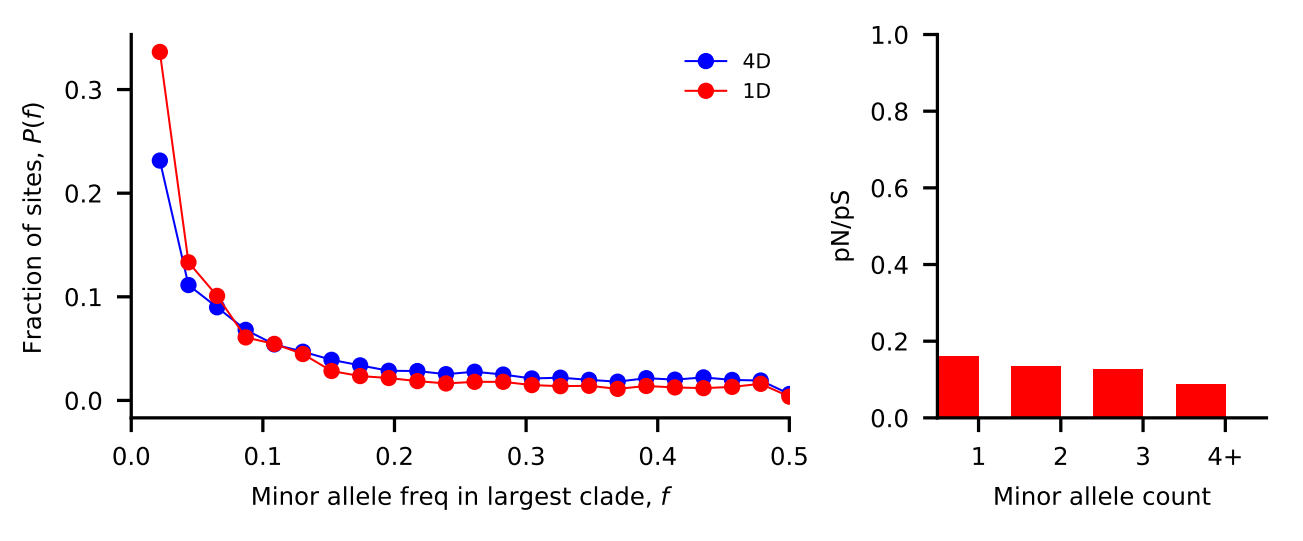 Fraction of sites, P(f)
0.3
0.2
0.1
0.0
0.0 0.1 0.2 0.3 0.4 0.5
Minor allele freq in largest clade, f
4D
1D
pN/pS
1.0
0.8
0.6
0.4
0.2
0.0
1 2 3 4+
Minor allele count